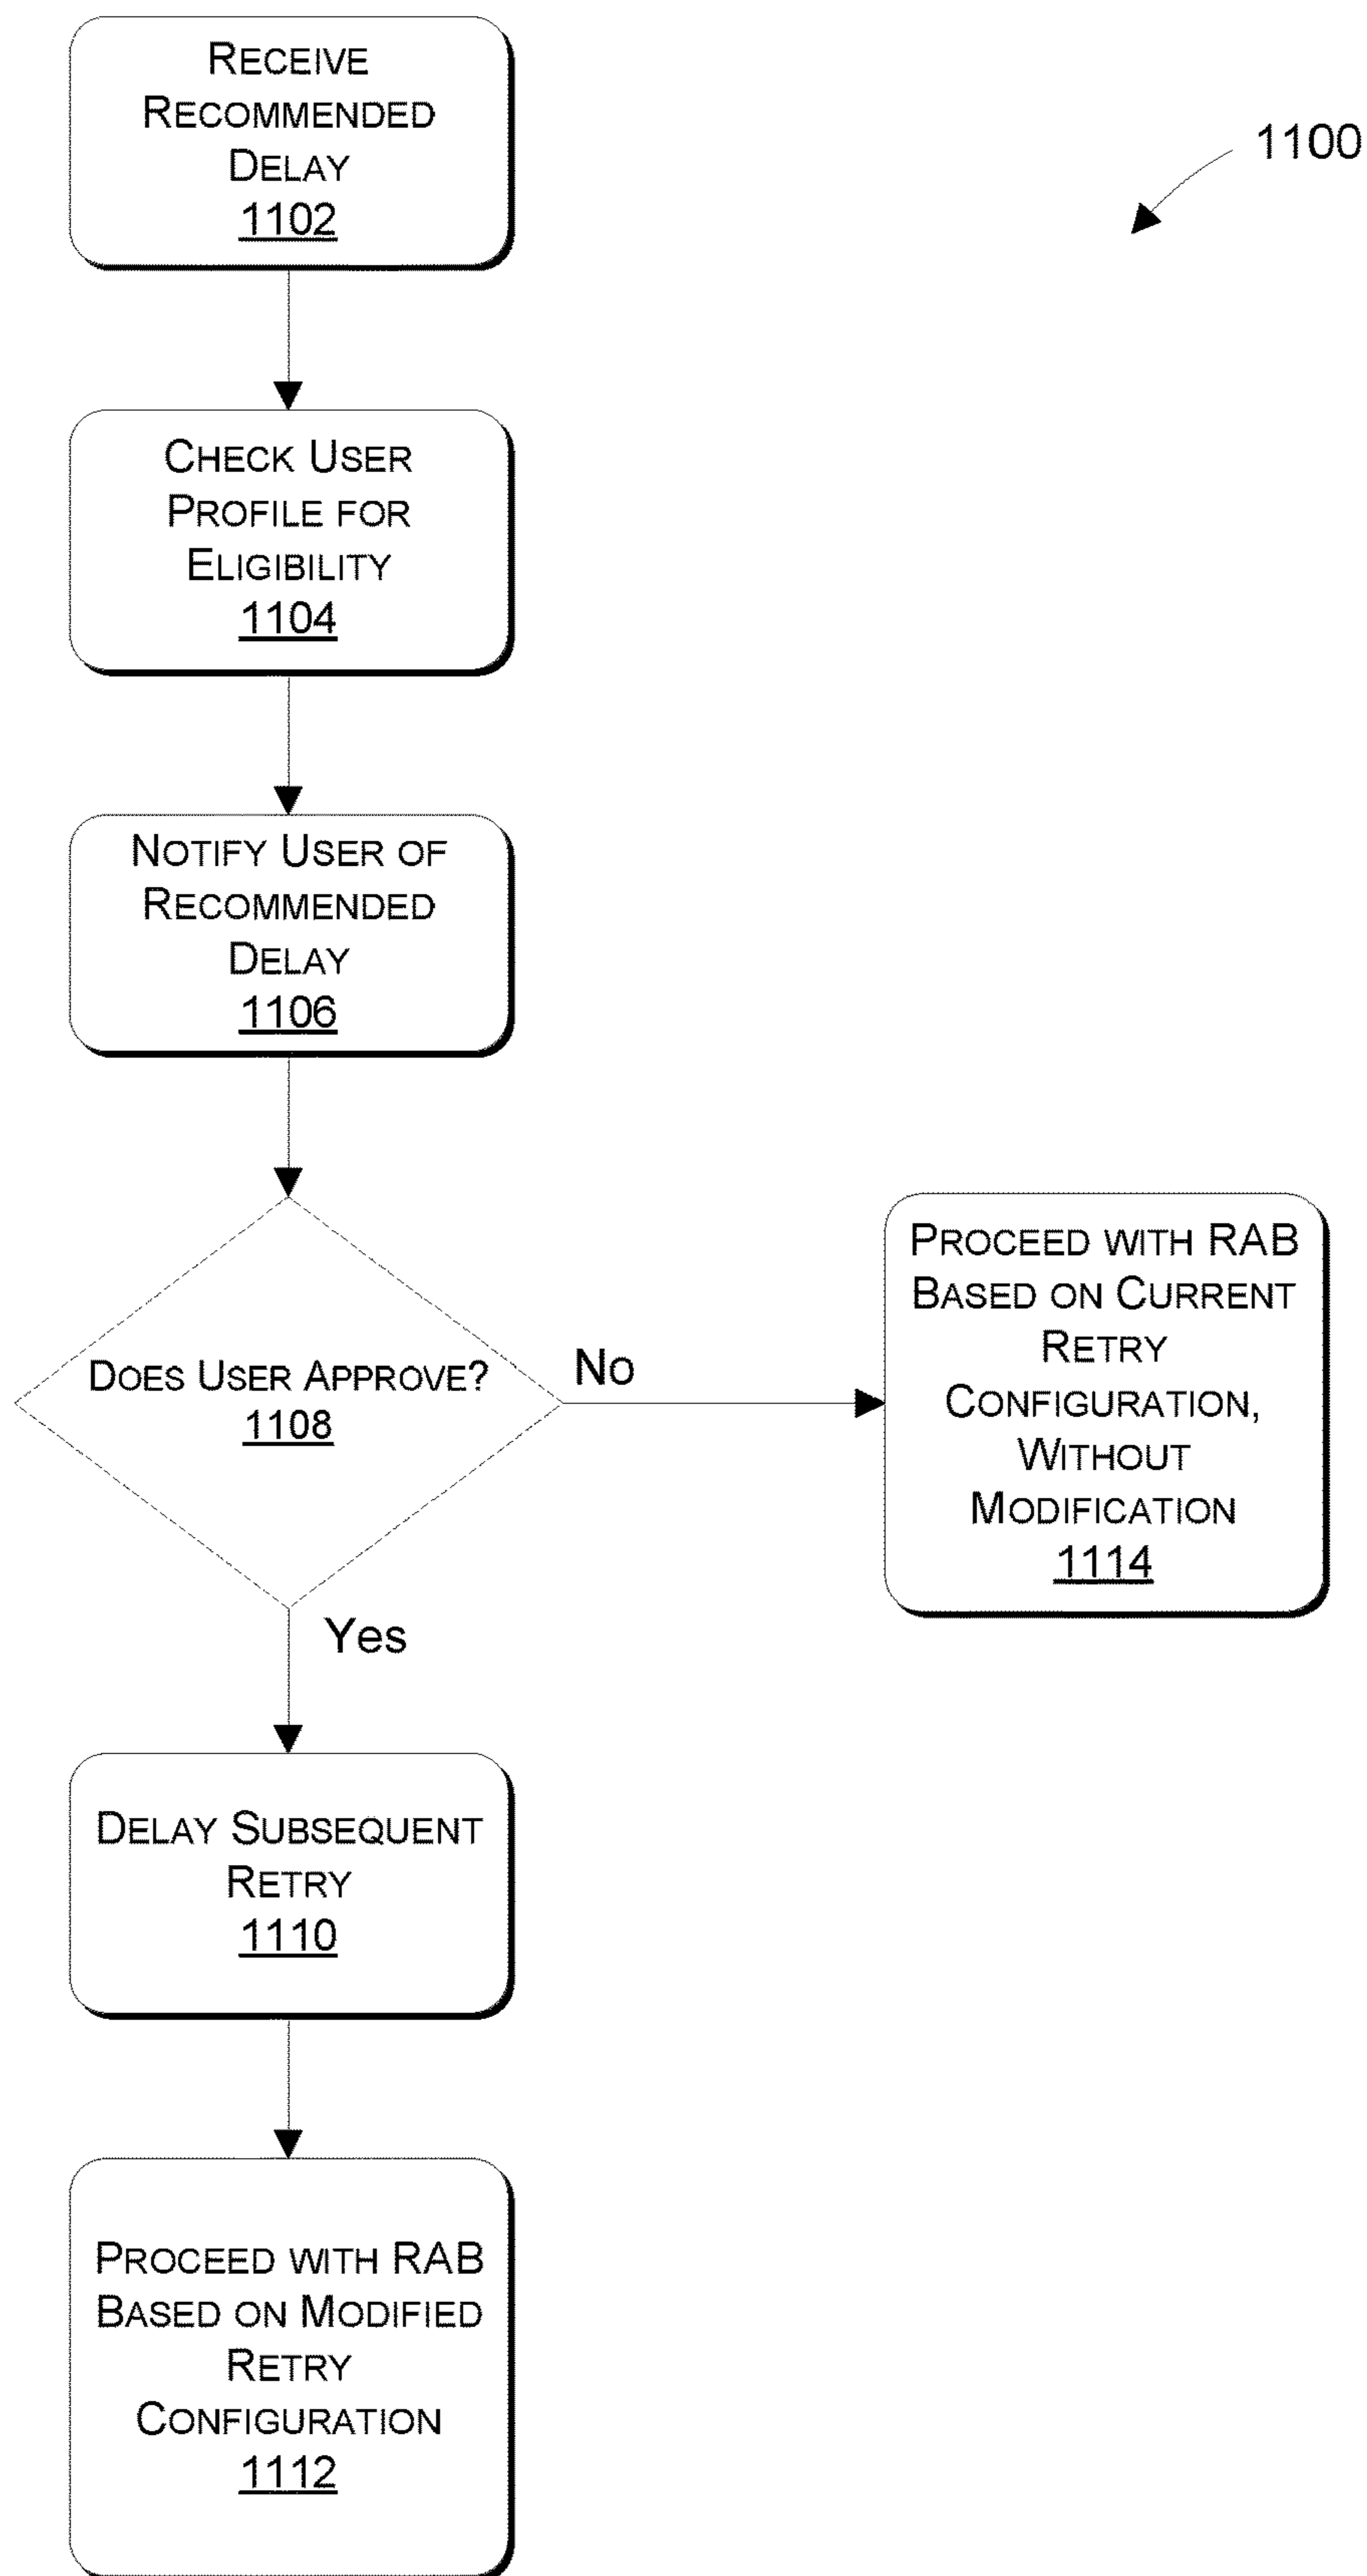 RECEIVE
RECOMMENDED
DELAY
1102
1100
CHECK USER
PROFILE FOR
ELIGIBILITY
1104
NOTIFY USER OF
RECOMMENDED
DELAY
1106
DOES USER APPROVE?
1108
No
PROCEED WITH RAB
BASED ON CURRENT
RETRY
CONFIGURATION,
WITHOUT
MODIFICATION
1114
Yes
DELAY SUBSEQUENT
RETRY
1110
PROCEED WITH RAB
BASED ON MODIFIED
RETRY
CONFIGURATION
1112